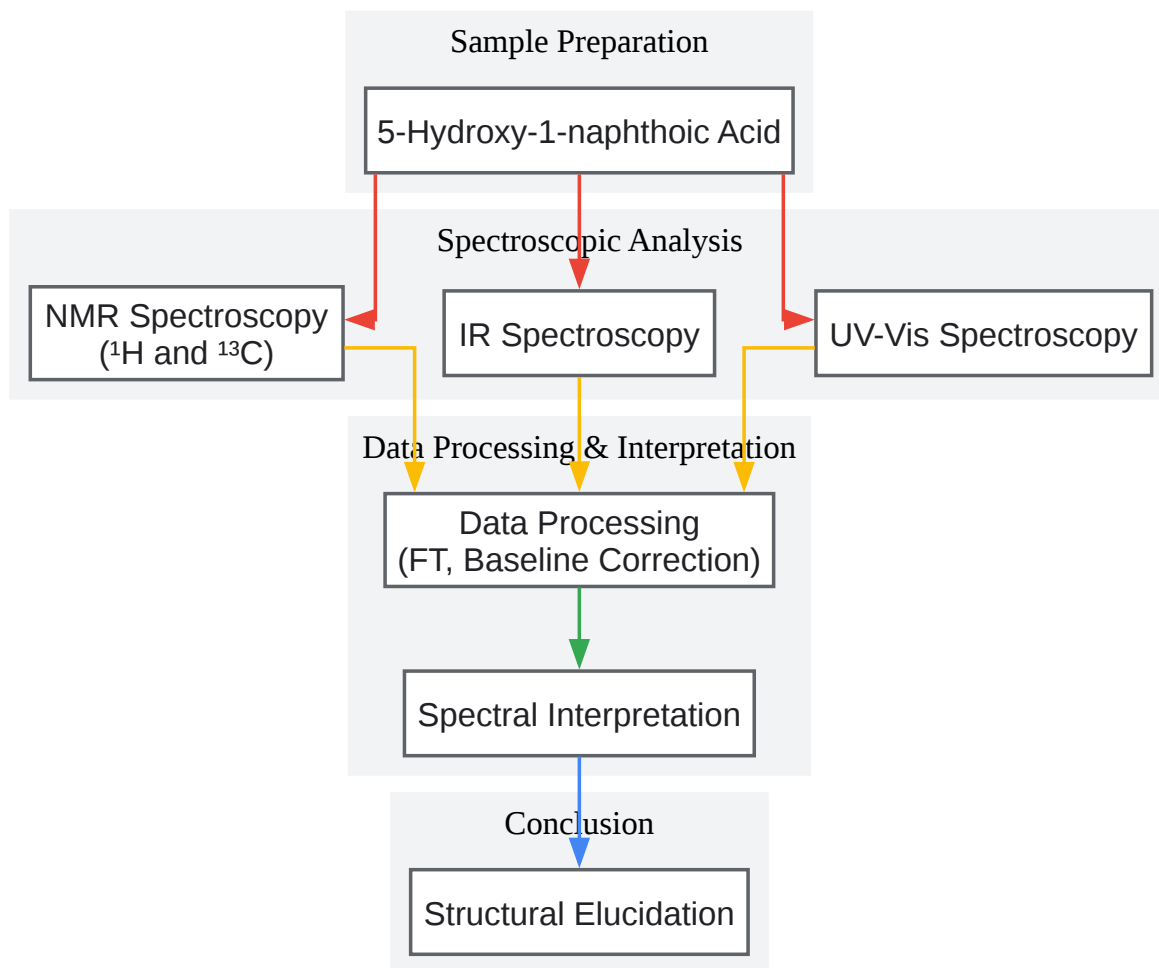 Sample Preparation
5-Hydroxy-1-naphthoic Acid
Spectroscopic Analysis
NMR Spectroscopy
(¹H and ¹³C)
IR Spectroscopy
UV-Vis Spectroscopy
Data Processing & Interpretation
Data Processing
(FT, Baseline Correction)
Spectral Interpretation
Conclusion
Structural Elucidation